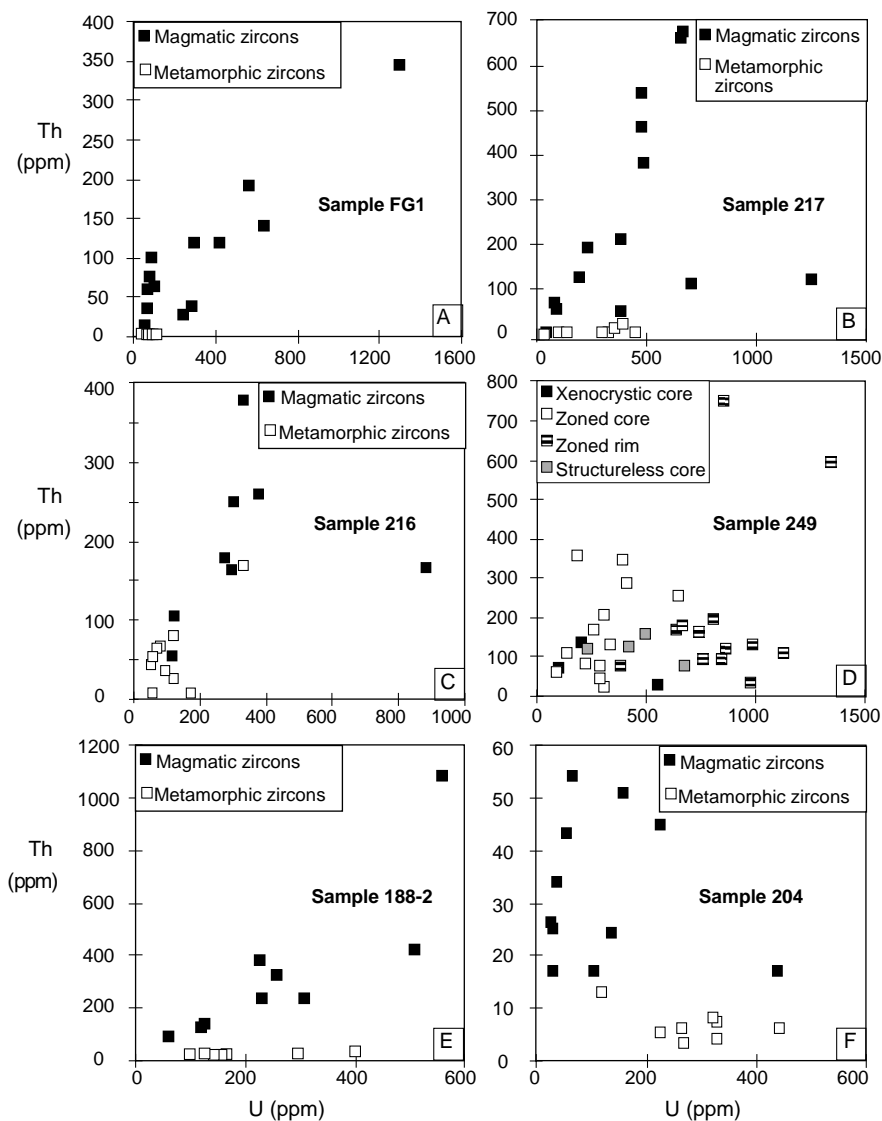 400
350
300
250
200
150
100
50
0
Th
(ppm)
Magmatic zircons
Metamorphic zircons
Sample FG1
A
0
400
800
1200
1600
700
600
500
400
300
200
100
0
Magmatic zircons
Metamorphic
zircons
Sample 217
B
0
500
1000
1500
400
300
200
100
0
Th
(ppm)
Magmatic zircons
Metamorphic zircons
Sample 216
C
0
200
400
600
800
1000
800
700
600
500
400
300
200
100
0
Xenocrystic core
Zoned core
Zoned rim
Structureless core
Sample 249
D
0
500
1000
1500
1200
1000
800
600
400
200
0
Th
(ppm)
Magmatic zircons
Metamorphic zircons
Sample 188-2
E
0
200
400
600
U (ppm)
60
50
40
30
20
10
0
Magmatic zircons
Metamorphic zircons
Sample 204
F
0
200
400
600
U (ppm)